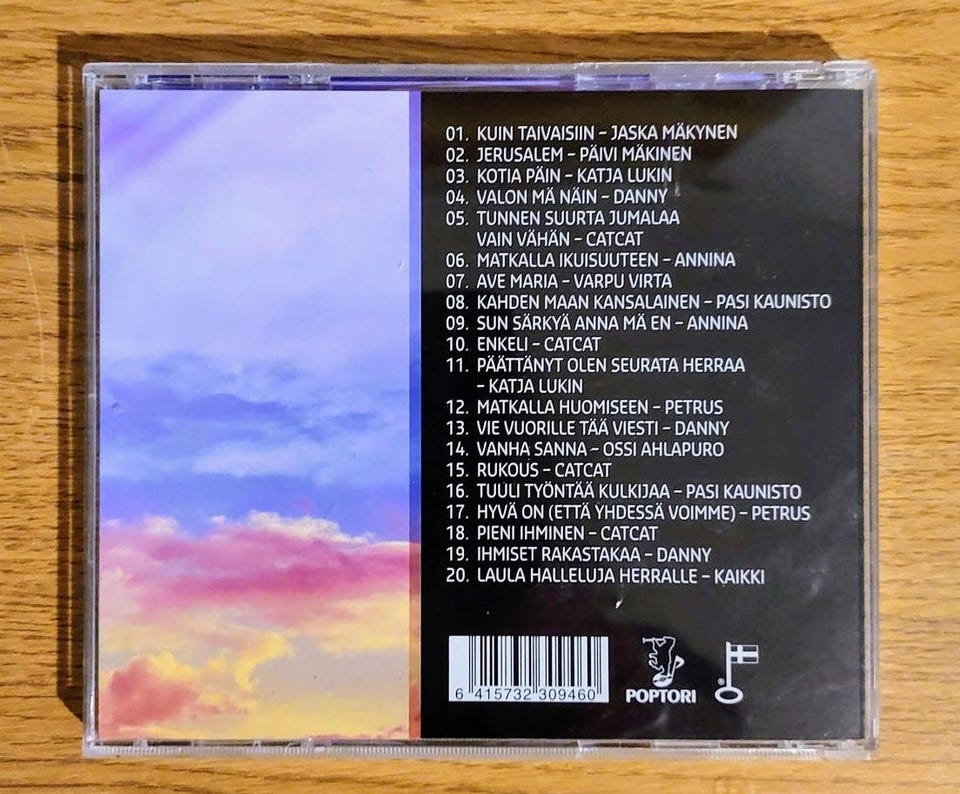 01. KUIN TAIVAISIIN – JASKA MÄKYNEN
02. JERUSALEM – PÄIVI MÄKINEN
03. KOTIA PÄIN – KATJA LUKIN
04. VALON MÄ NÄIN – DANNY
05. TUNNEN SUURTA JUMALAA
VAIN VÄHÄN – CATCAT
06. MATKALLA IKUISUUTEEN – ANNINA
07. AVE MARIA – VARPU VIRTA
08. KAHDEN MAAN KANSALAINEN – PASI KAUNISTO
09. SUN SÄRKYÄ ANNA MÄ EN – ANNINA
10. ENKELI – CATCAT
11. PÄÄTTÄNYT OLEN SEURATA HERRAA
– KATJA LUKIN
12. MATKALLA HUOMISEEN – PETRUS
13. VIE VUORILLE TÄÄ VIESTI – DANNY
14. VANHA SANNA – OSSI AHLAPURO
15. RUKOUS – CATCAT
16. TUULI TYÖNTÄÄ KULKIJAA – PASI KAUNISTO
17. HYVÄ ON (ETTÄ YHDESSÄ VOIMME) – PETRUS
18. PIENI IHMINEN – CATCAT
19. IHMISET RAKASTAKAA – DANNY
20. LAULA HALLELUJA HERRALLE – KAIKKI
6 415732 309460
POPTORI
®